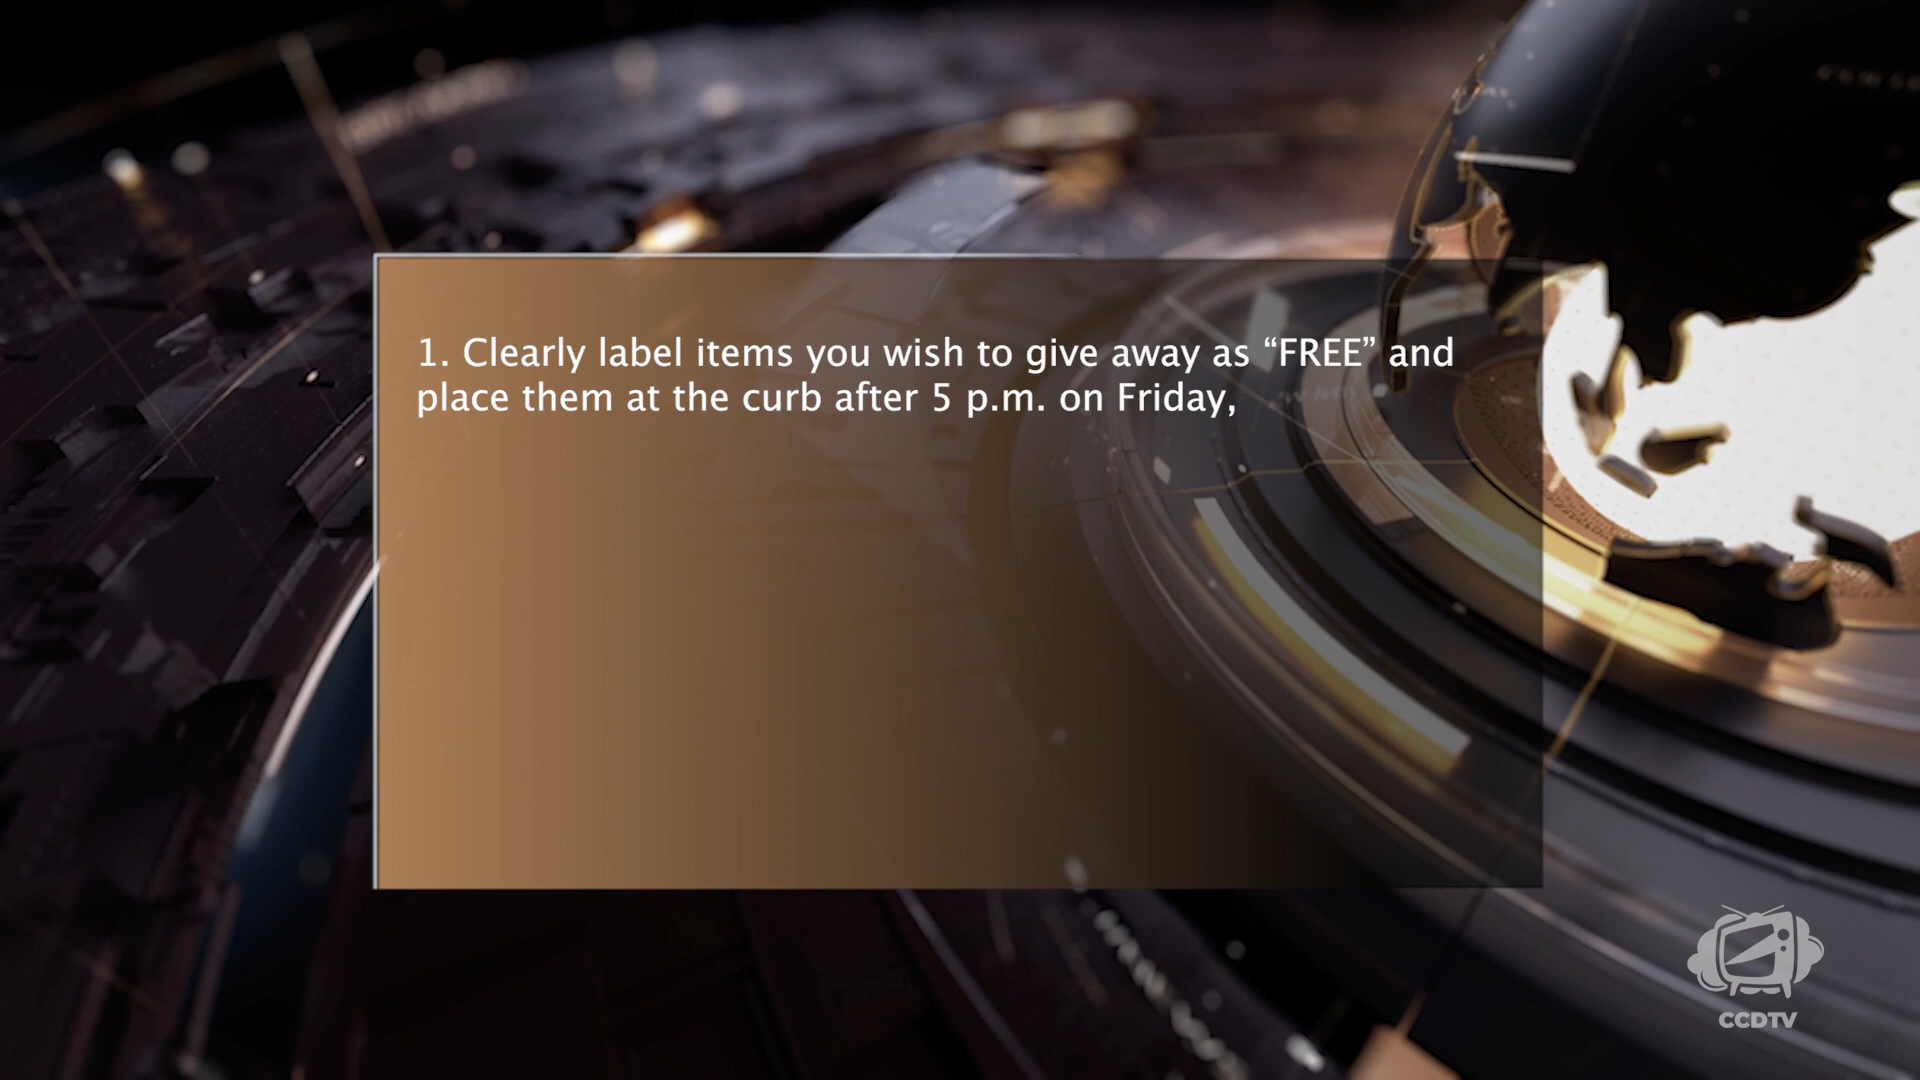 1. Clearly label items you wish to give away as “FREE” and
place them at the curb after 5 p.m. on Friday,
CCDTV